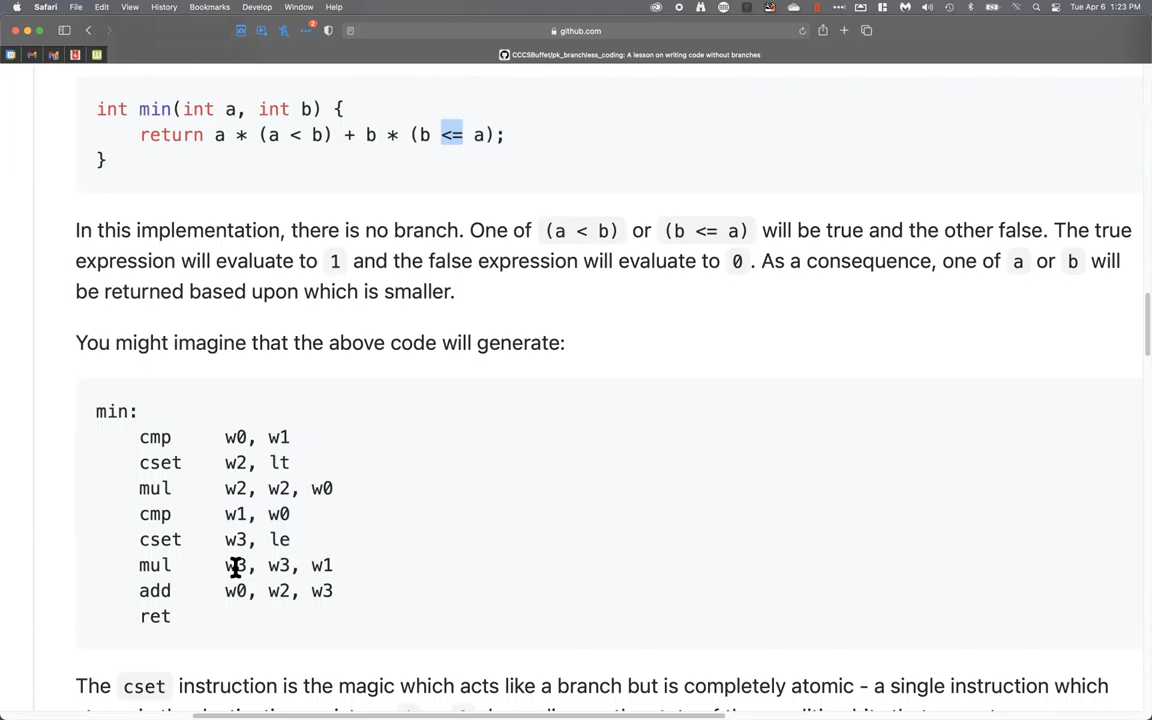 Safari File Edit View History Bookmarks Develop Window Help Tue Apr 6 1:23 PM
2
github.com
CCCSBuffet/pk_branchless_coding: A lesson on writing code without branches
int min(int a, int b) {
    return a * (a < b) + b * (b <= a);
}
In this implementation, there is no branch. One of (a < b) or (b <= a) will be true and the other false. The true
expression will evaluate to 1 and the false expression will evaluate to 0. As a consequence, one of a or b will
be returned based upon which is smaller.
You might imagine that the above code will generate:
min:
    cmp     w0, w1
    cset    w2, lt
    mul     w2, w2, w0
    cmp     w1, w0
    cset    w3, le
    mul     w3, w3, w1
    add     w0, w2, w3
    ret
The cset instruction is the magic which acts like a branch but is completely atomic - a single instruction which